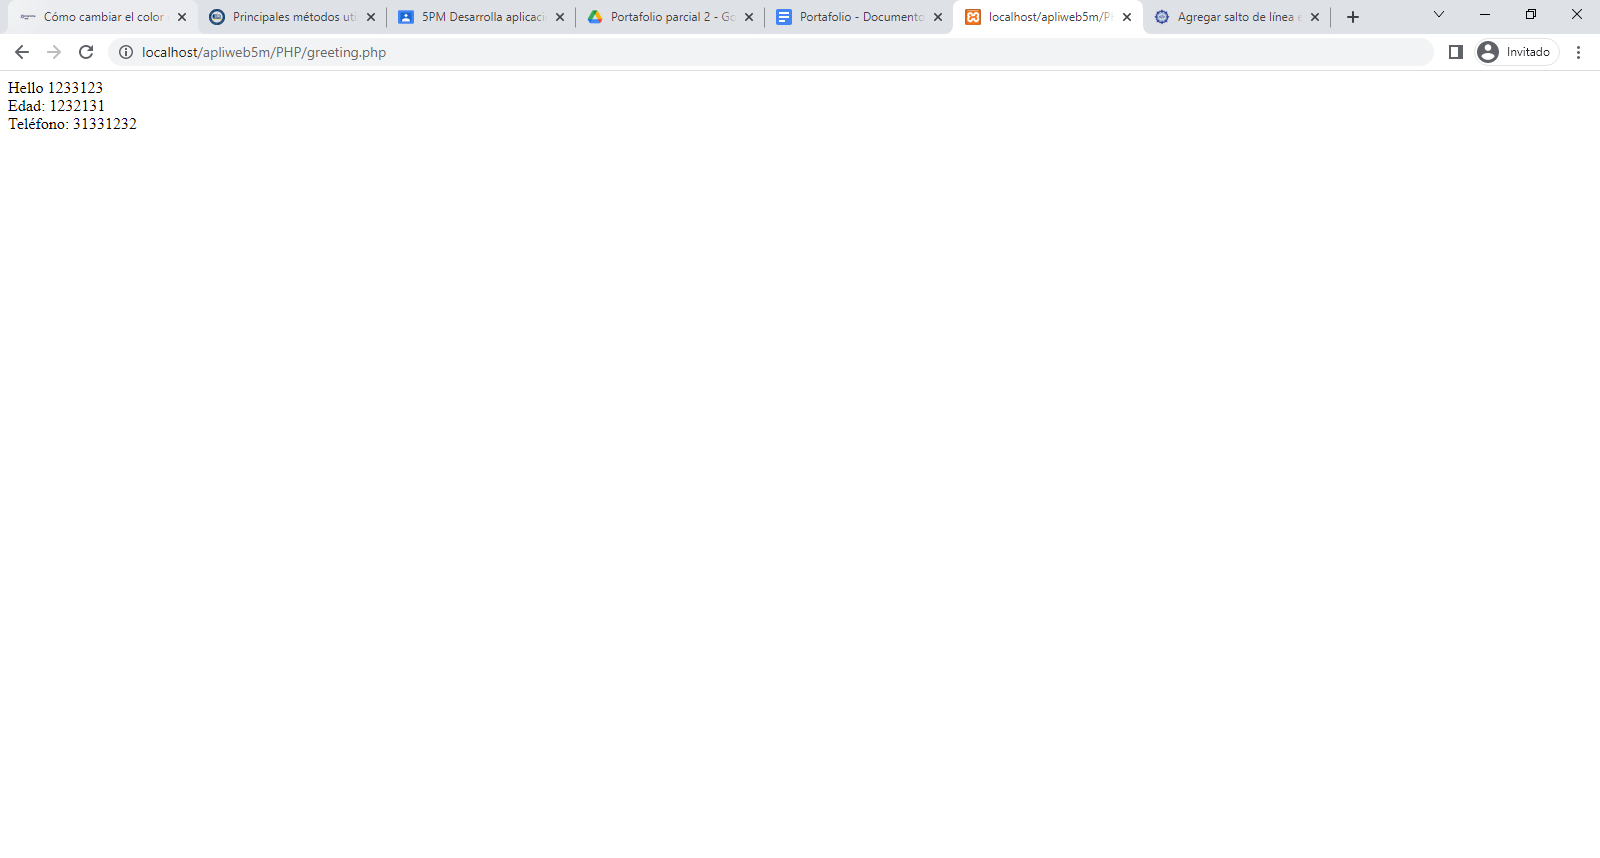 Cómo cambiar el color
Principales métodos uti
5PM Desarrolla aplicaci
Portafolio parcial 2 - Go
Portafolio - Documento
localhost/apliweb5m/PH
Agregar salto de línea e
localhost/apliweb5m/PHP/greeting.php
Invitado
Hello 1233123
Edad: 1232131
Teléfono: 31331232